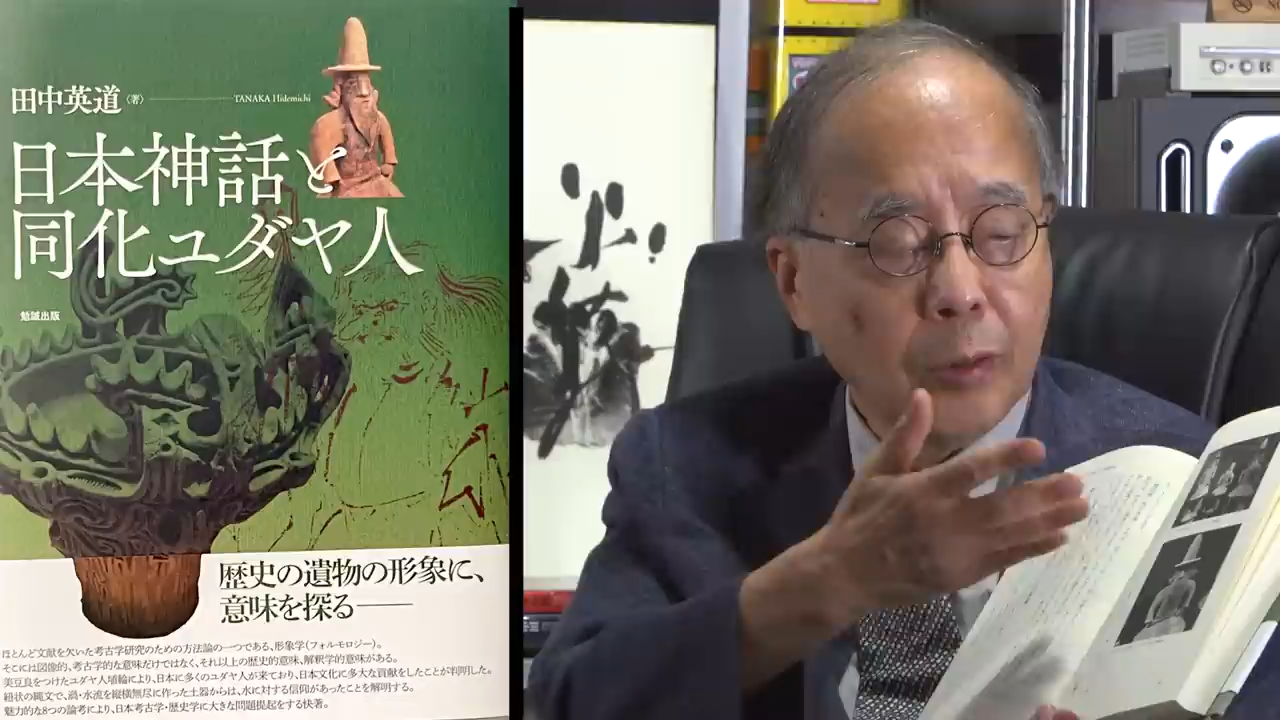 田中英道〈著〉 TANAKA Hidemichi
日本神話と
同化ユダヤ人
勉誠出版
歴史の遺物の形象に、
意味を探る――
ほとんど文献を欠いた考古学研究のための方法論の一つである、形象学(フォルモロジー)。
そこには図像的、考古学的な意味だけではなく、それ以上の歴史的意味、解釈学的意味がある。
美豆良をつけたユダヤ人埴輪により、日本に多くのユダヤ人が来ており、日本文化に多大な貢献をしたことが判明した。
紐状の縄文で、渦・水流を縦横無尽に作った土器からは、水に対する信仰があったことを解明する。
魅力的な8つの論考により、日本考古学・歴史学に大きな問題提起をする快著。